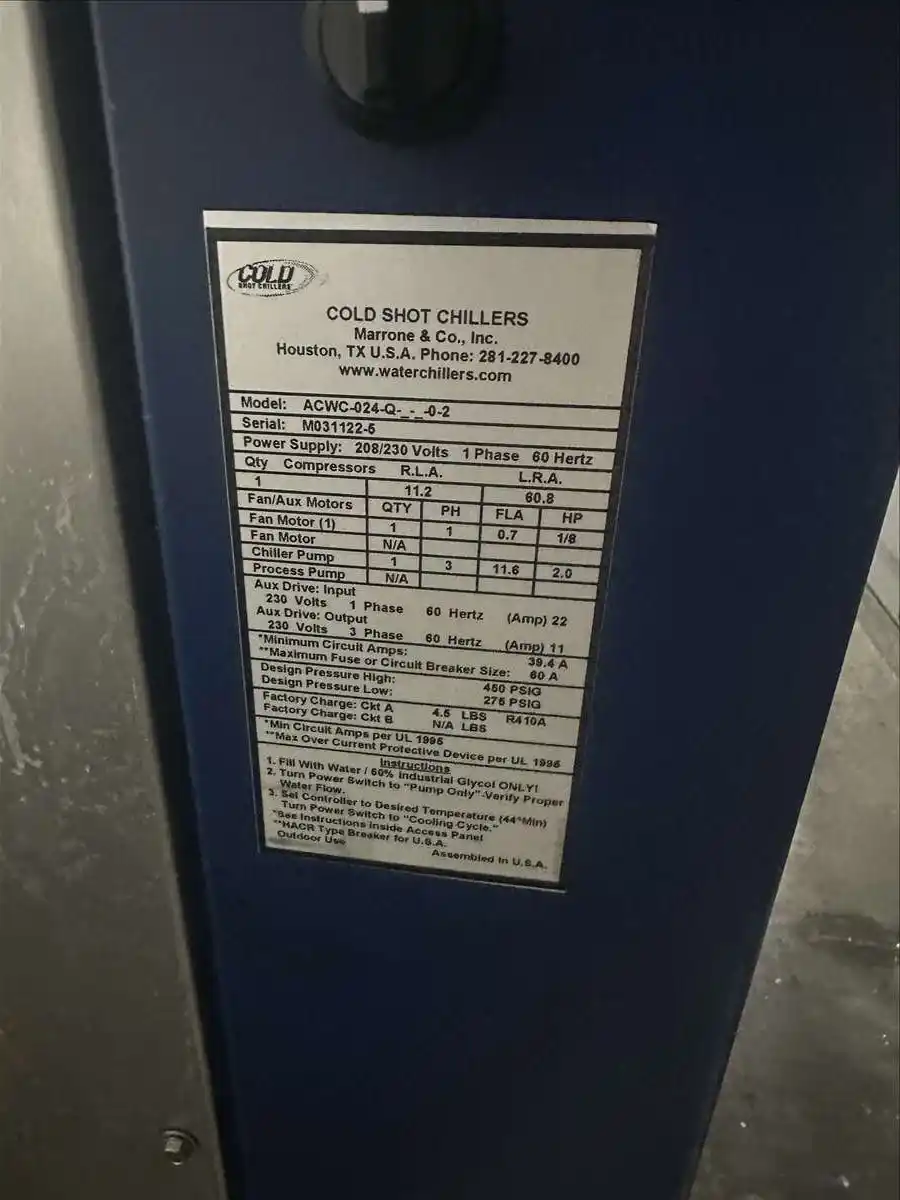 COLD
SHOT CHILLERS
COLD SHOT CHILLERS
Marrone & Co., Inc.
Houston, TX U.S.A. Phone: 281-227-8400
www.waterchillers.com
Model: ACWC-024-Q-_-_-0-2
Serial: M031122-5
Power Supply: 208/230 Volts 1 Phase 60 Hertz
Qty Compressors R.L.A. L.R.A.
1 11.2 60.8
Fan/Aux Motors QTY PH FLA HP
Fan Motor (1) 1 1 0.7 1/8
Fan Motor N/A
Chiller Pump 1 3 11.6 2.0
Process Pump N/A
Aux Drive: Input
230 Volts 1 Phase 60 Hertz (Amp) 22
Aux Drive: Output
230 Volts 3 Phase 60 Hertz (Amp) 11
*Minimum Circuit Amps: 39.4 A
**Maximum Fuse or Circuit Breaker Size: 60 A
Design Pressure High: 450 PSIG
Design Pressure Low: 275 PSIG
Factory Charge: Ckt A 4.5 LBS R410A
Factory Charge: Ckt B N/A LBS
*Min Circuit Amps per UL 1995
**Max Over Current Protective Device per UL 1995
Instructions
1. Fill With Water / 60% Industrial Glycol ONLY!
2. Turn Power Switch to "Pump Only"-Verify Proper
Water Flow.
3. Set Controller to Desired Temperature (44°Min)
Turn Power Switch to "Cooling Cycle."
*See Instructions Inside Access Panel
**HACR Type Breaker for U.S.A.
Outdoor Use
Assembled In U.S.A.